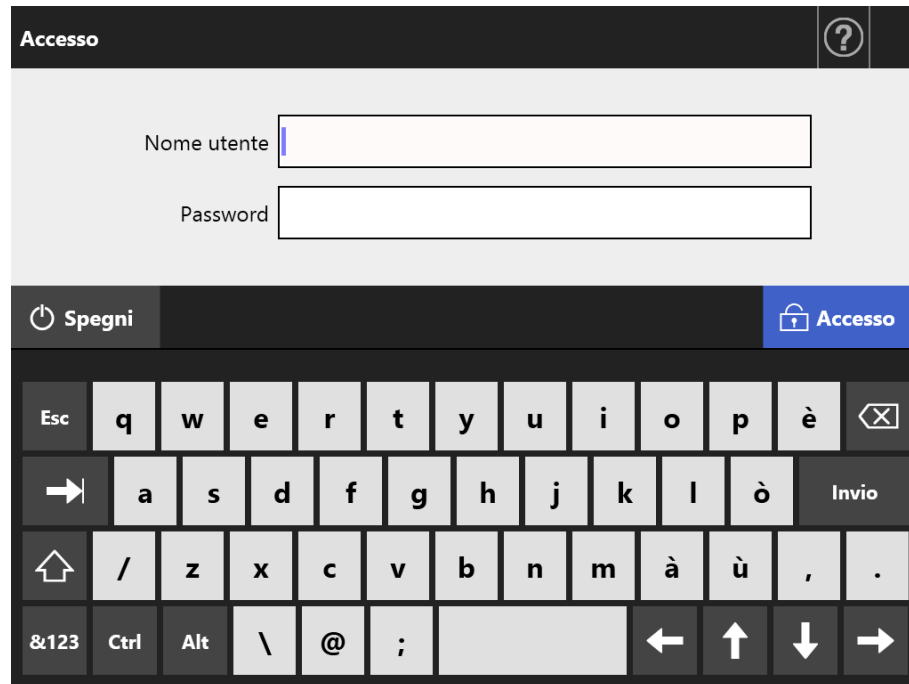 Accesso ?
Nome utente
Password
Spegni Accesso
Esc q w e r t y u i o p è
a s d f g h j k l ò Invio
/ z x c v b n m à ù , .
&123 Ctrl Alt \ @ ;